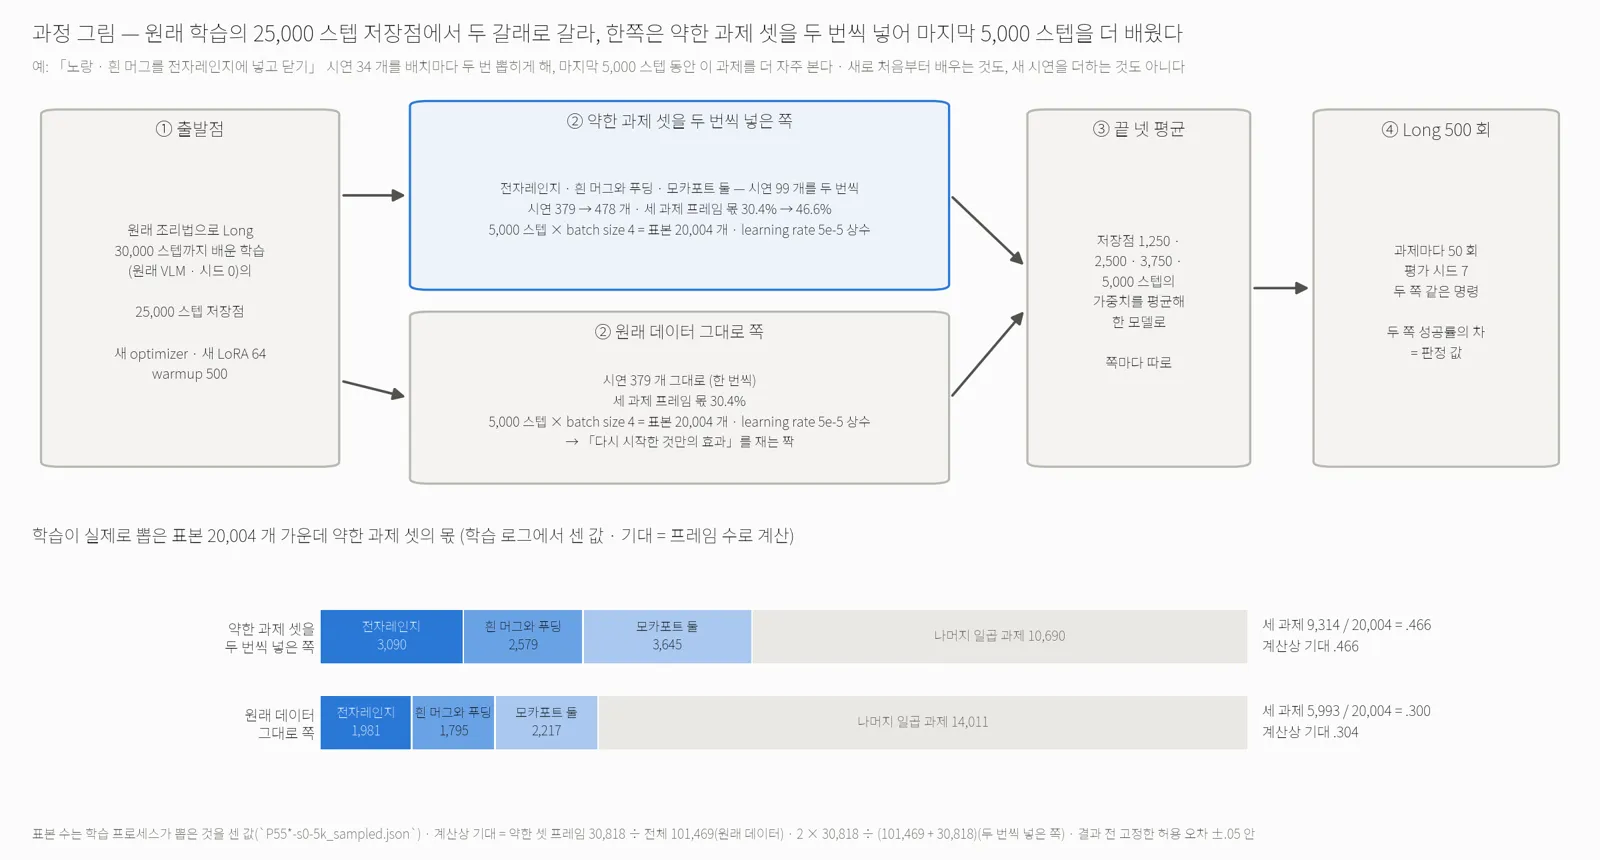 과정 그림 — 원래 학습의 25,000 스텝 저장점에서 두 갈래로 갈라, 한쪽은 약한 과제 셋을 두 번씩 넣어 마지막 5,000 스텝을 더 배웠다
예: 「노랑 · 흰 머그를 전자레인지에 넣고 닫기」 시연 34 개를 배치마다 두 번 뽑히게 해, 마지막 5,000 스텝 동안 이 과제를 더 자주 본다 · 새로 처음부터 배우는 것도, 새 시연을 더하는 것도 아니다
① 출발점
원래 조리법으로 Long
30,000 스텝까지 배운 학습
(원래 VLM · 시드 0)의
25,000 스텝 저장점
새 optimizer · 새 LoRA 64
warmup 500
② 약한 과제 셋을 두 번씩 넣은 쪽
전자레인지 · 흰 머그와 푸딩 · 모카포트 둘 — 시연 99 개를 두 번씩
시연 379 → 478 개 · 세 과제 프레임 몫 30.4% → 46.6%
5,000 스텝 × batch size 4 = 표본 20,004 개 · learning rate 5e-5 상수
② 원래 데이터 그대로 쪽
시연 379 개 그대로 (한 번씩)
세 과제 프레임 몫 30.4%
5,000 스텝 × batch size 4 = 표본 20,004 개 · learning rate 5e-5 상수
→ 「다시 시작한 것만의 효과」를 재는 짝
③ 끝 넷 평균
저장점 1,250 ·
2,500 · 3,750 ·
5,000 스텝의
가중치를 평균해
한 모델로
쪽마다 따로
④ Long 500 회
과제마다 50 회
평가 시드 7
두 쪽 같은 명령
두 쪽 성공률의 차
= 판정 값
학습이 실제로 뽑은 표본 20,004 개 가운데 약한 과제 셋의 몫 (학습 로그에서 센 값 · 기대 = 프레임 수로 계산)
약한 과제 셋을
두 번씩 넣은 쪽
전자레인지
3,090
흰 머그와 푸딩
2,579
모카포트 둘
3,645
나머지 일곱 과제 10,690
세 과제 9,314 / 20,004 = .466
계산상 기대 .466
원래 데이터
그대로 쪽
전자레인지
1,981
흰 머그와 푸딩
1,795
모카포트 둘
2,217
나머지 일곱 과제 14,011
세 과제 5,993 / 20,004 = .300
계산상 기대 .304
표본 수는 학습 프로세스가 뽑은 것을 센 값(`P55*-s0-5k_sampled.json`) · 계산상 기대 = 약한 셋 프레임 30,818 ÷ 전체 101,469(원래 데이터) · 2 × 30,818 ÷ (101,469 + 30,818)(두 번씩 넣은 쪽) · 결과 전 고정한 허용 오차 ±.05 안